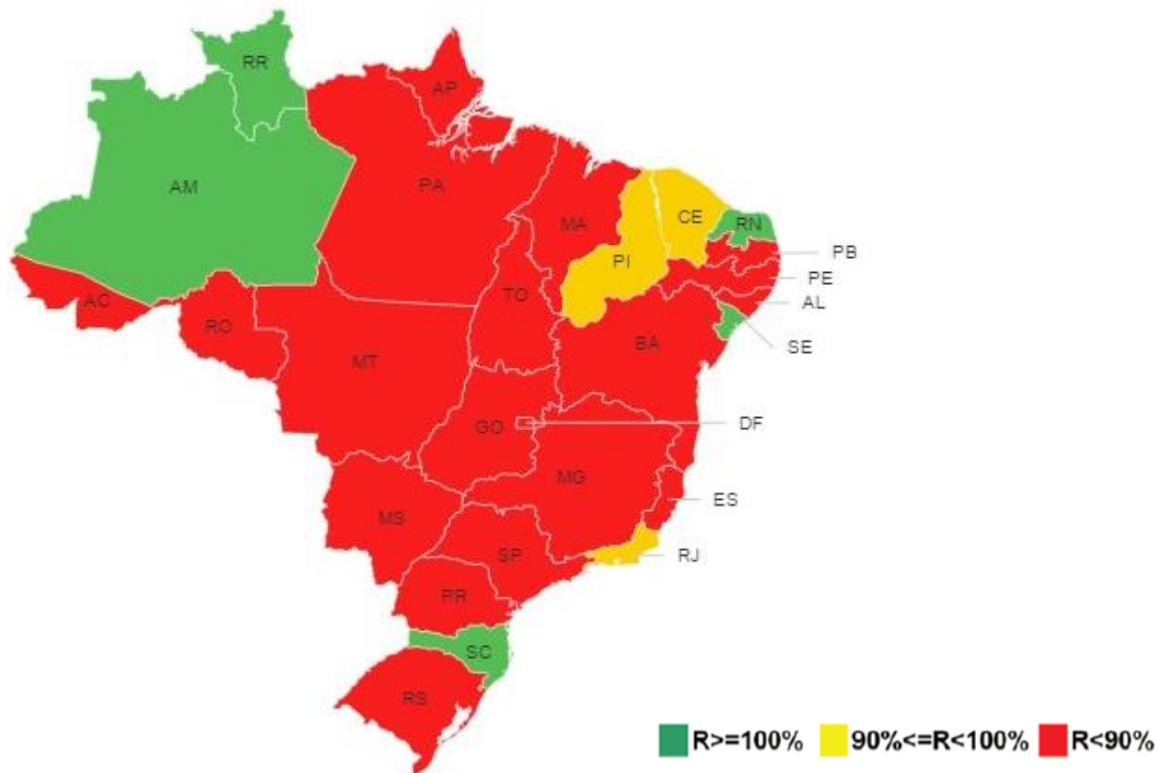 RR
AP
AM
PA
MA
CE
RN
PI
PB
PE
AC
TO
AL
RO
BA
SE
MT
GO
DF
MG
ES
MS
SP
RJ
PR
SC
RS
R>=100% 90%<=R<100% R<90%